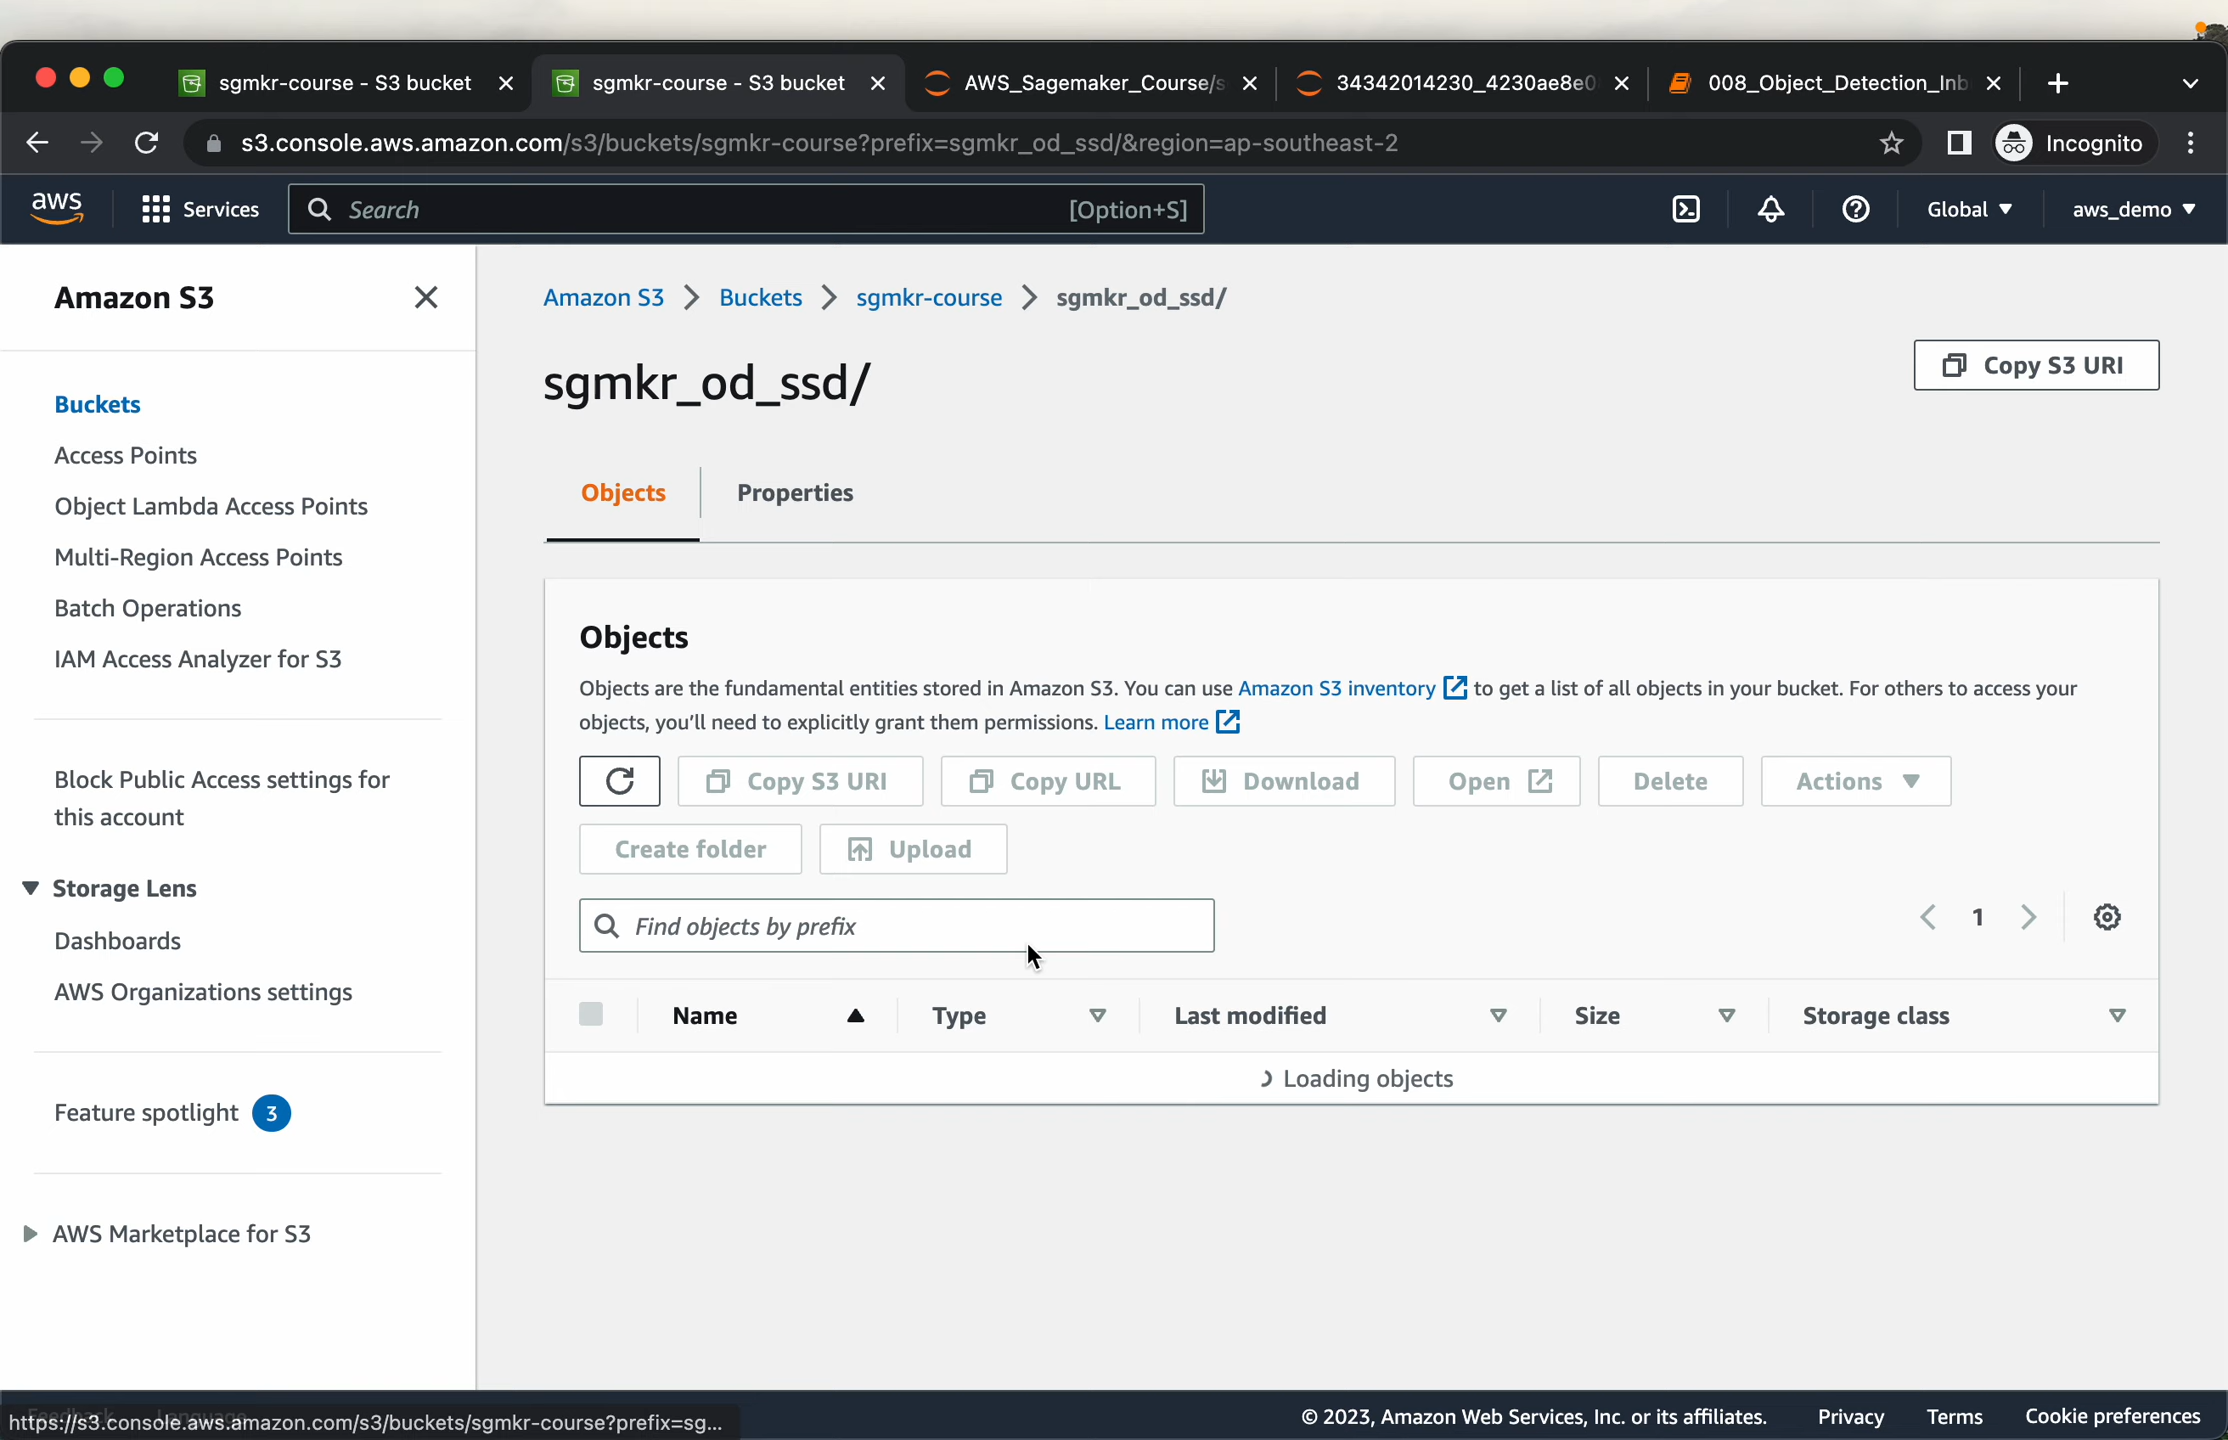 sgmkr-course - S3 bucket
sgmkr-course - S3 bucket
AWS_Sagemaker_Course/s
34342014230_4230ae8e0
008_Object_Detection_Inb
s3.console.aws.amazon.com/s3/buckets/sgmkr-course?prefix=sgmkr_od_ssd/&region=ap-southeast-2
Incognito
aws
Services
Search
[Option+S]
Global
aws_demo
Amazon S3
Buckets
Access Points
Object Lambda Access Points
Multi-Region Access Points
Batch Operations
IAM Access Analyzer for S3
Block Public Access settings for
this account
Storage Lens
Dashboards
AWS Organizations settings
Feature spotlight 3
AWS Marketplace for S3
Amazon S3 > Buckets > sgmkr-course > sgmkr_od_ssd/
sgmkr_od_ssd/
Copy S3 URI
Objects
Properties
Objects
Objects are the fundamental entities stored in Amazon S3. You can use Amazon S3 inventory to get a list of all objects in your bucket. For others to access your
objects, you'll need to explicitly grant them permissions. Learn more
Copy S3 URI
Copy URL
Download
Open
Delete
Actions
Create folder
Upload
Find objects by prefix
1
Name
Type
Last modified
Size
Storage class
Loading objects
https://s3.console.aws.amazon.com/s3/buckets/sgmkr-course?prefix=sg...
© 2023, Amazon Web Services, Inc. or its affiliates.
Privacy
Terms
Cookie preferences